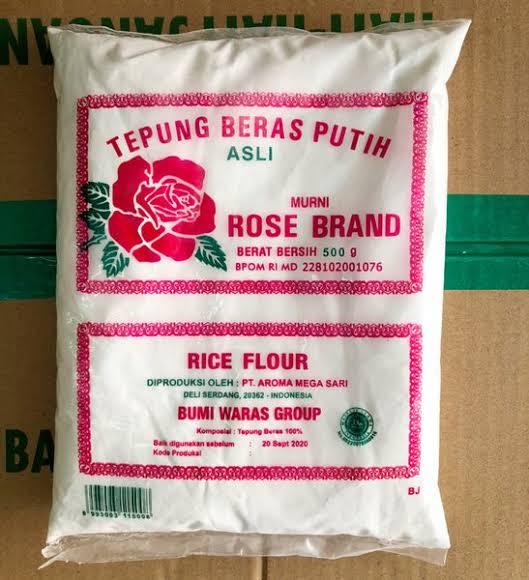 TEPUNG BERAS PUTIH
ASLI
MURNI
ROSE BRAND
BERAT BERSIH 500 g
BPOM RI MD 228102001076
RICE FLOUR
DIPRODUKSI OLEH : PT. AROMA MEGA SARI
DELI SERDANG, 20362 - INDONESIA
BUMI WARAS GROUP
Komposisi : Tepung Beras 100%
Baik digunakan sebelum : 20 Sept 2020
Kode Produksi :
BJ
BA